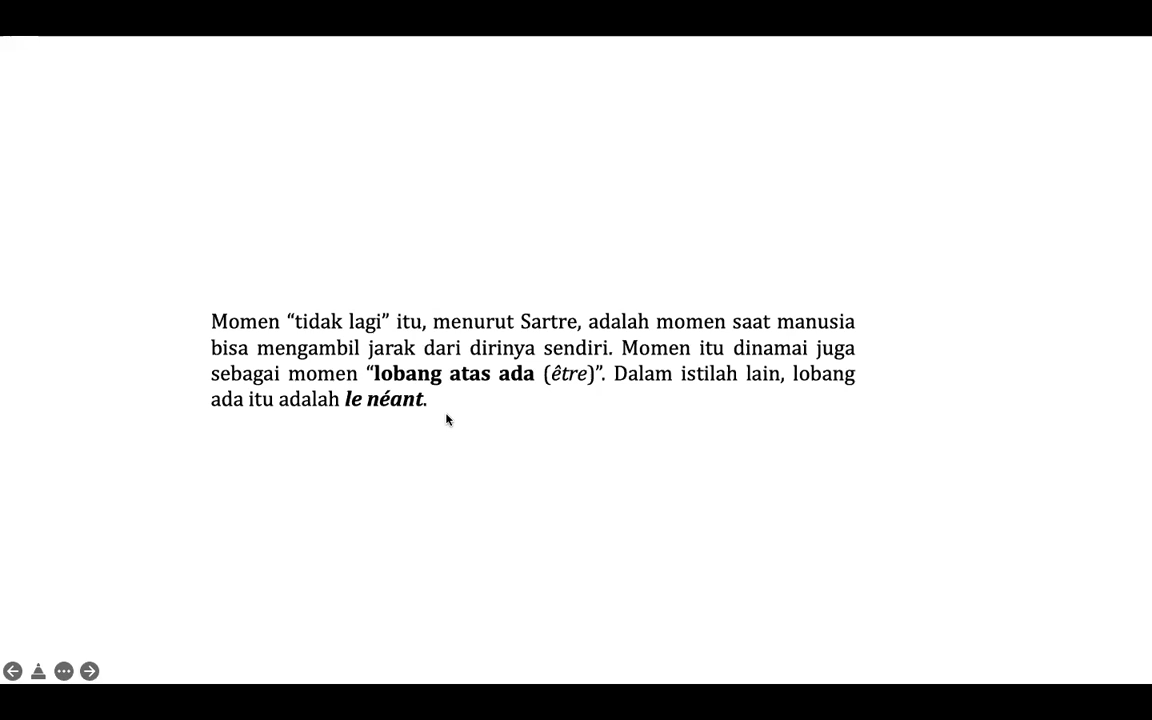 Momen “tidak lagi” itu, menurut Sartre, adalah momen saat manusia
bisa mengambil jarak dari dirinya sendiri. Momen itu dinamai juga
sebagai momen “lobang atas ada (être)”. Dalam istilah lain, lobang
ada itu adalah le néant.